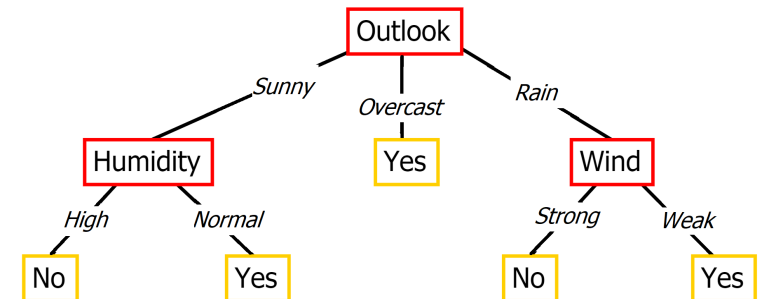 Outlook
Sunny
Overcast
Rain
Humidity
Yes
Wind
High
Normal
Strong
Weak
No
Yes
No
Yes